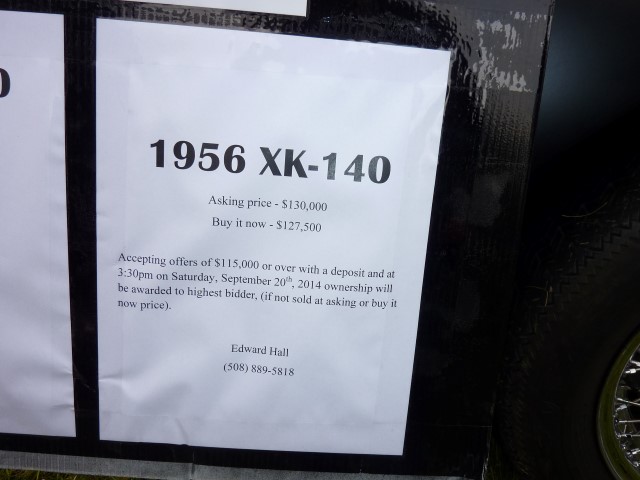 0
1956 XK-140
Asking price - $130,000
Buy it now - $127,500
Accepting offers of $115,000 or over with a deposit and at
3:30pm on Saturday, September 20th, 2014 ownership will
be awarded to highest bidder, (if not sold at asking or buy it
now price).
Edward Hall
(508) 889-5818